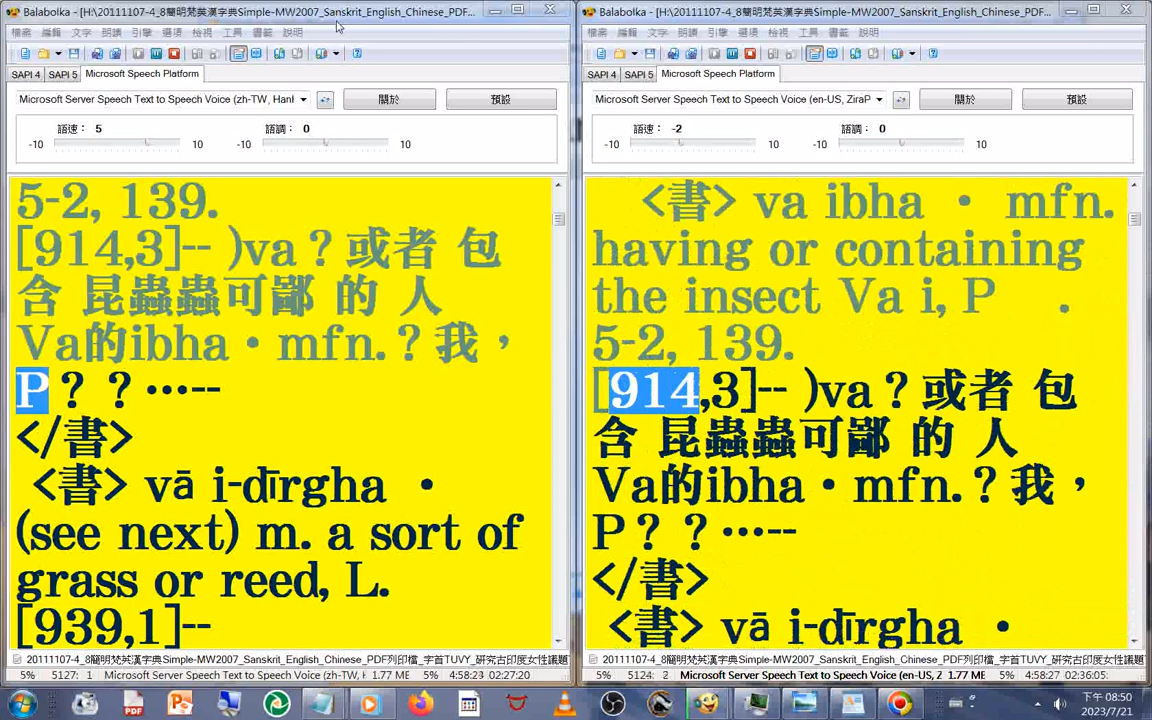 Balabolka - [H:\20111107-4_8簡明梵英漢字典Simple-MW2007_Sanskrit_English_Chinese_PDF...
檔案 編輯 文字 朗讀 引擎 選項 檢視 工具 書籤 說明
SAPI 4 SAPI 5 Microsoft Speech Platform
Microsoft Server Speech Text to Speech Voice (zh-TW, Hanl 關於 預設
語速: 5 語調: 0
-10 10 -10 10
5-2, 139.
[914,3]-- )va？或者 包
含 昆蟲蟲可鄙 的 人
Va的ibha‧mfn.？我，
P？？…--
</書>
<書> vā i-dīrgha ‧
(see next) m. a sort of
grass or reed, L.
[939,1]--
20111107-4_8簡明梵英漢字典Simple-MW2007_Sanskrit_English_Chinese_PDF列印檔_字首TUVY_研究古印度女性議題
5% 5127: 1 Microsoft Server Speech Text to Speech Voice (zh-TW, H 1.77 ME 5% 4:58:23 02:27:20
Balabolka - [H:\20111107-4_8簡明梵英漢字典Simple-MW2007_Sanskrit_English_Chinese_PDF...
檔案 編輯 文字 朗讀 引擎 選項 檢視 工具 書籤 說明
SAPI 4 SAPI 5 Microsoft Speech Platform
Microsoft Server Speech Text to Speech Voice (en-US, ZiraP 關於 預設
語速: -2 語調: 0
-10 10 -10 10
<書> va ibha ‧ mfn.
having or containing
the insect Va i, P .
5-2, 139.
[914,3]-- )va？或者 包
含 昆蟲蟲可鄙 的 人
Va的ibha‧mfn.？我，
P？？…--
</書>
<書> vā i-dīrgha ‧
20111107-4_8簡明梵英漢字典Simple-MW2007_Sanskrit_English_Chinese_PDF列印檔_字首TUVY_研究古印度女性議題
5% 5124: 2 Microsoft Server Speech Text to Speech Voice (en-US, Z 1.77 ME 5% 4:58:27 02:36:05
下午 08:50
2023/7/21